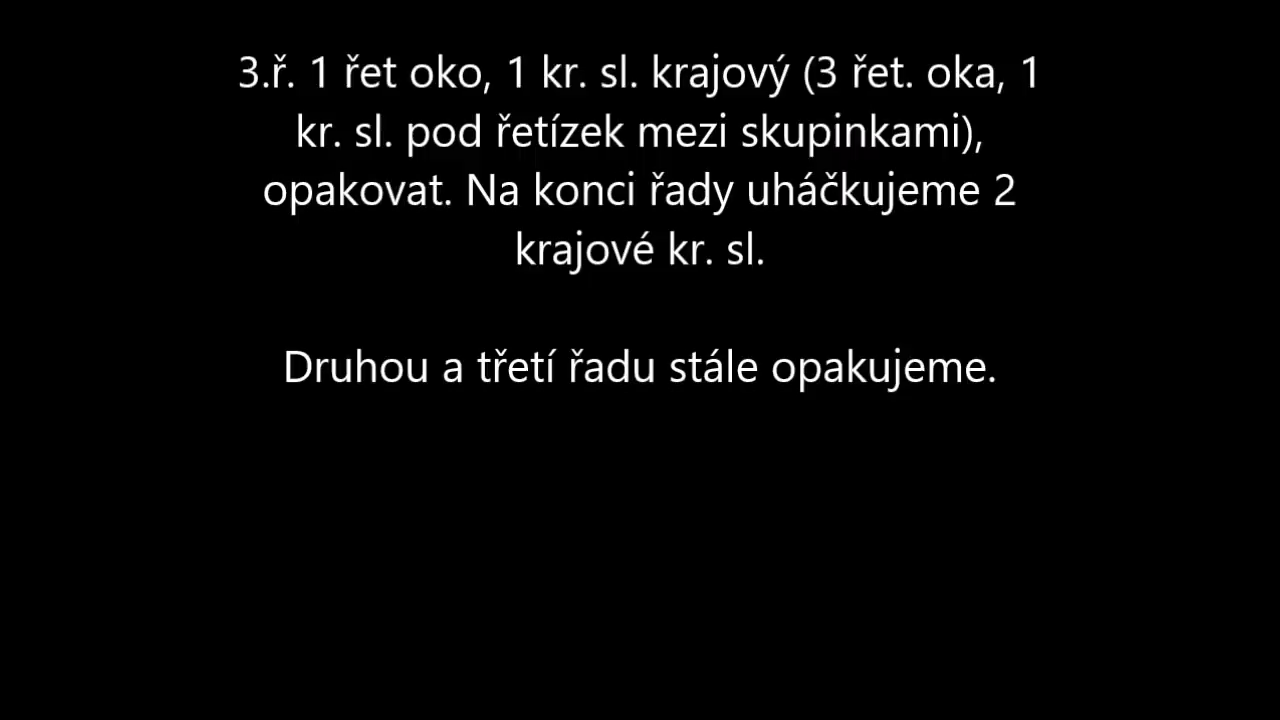 3.ř. 1 řet oko, 1 kr. sl. krajový (3 řet. oka, 1
kr. sl. pod řetízek mezi skupinkami),
opakovat. Na konci řady uháčkujeme 2
krajové kr. sl.
Druhou a třetí řadu stále opakujeme.